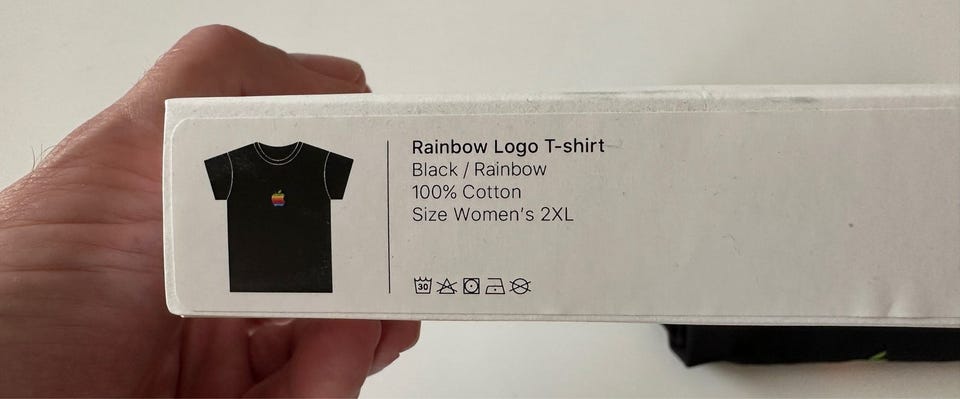 Rainbow Logo T-shirt
Black / Rainbow
100% Cotton
Size Women's 2XL
30